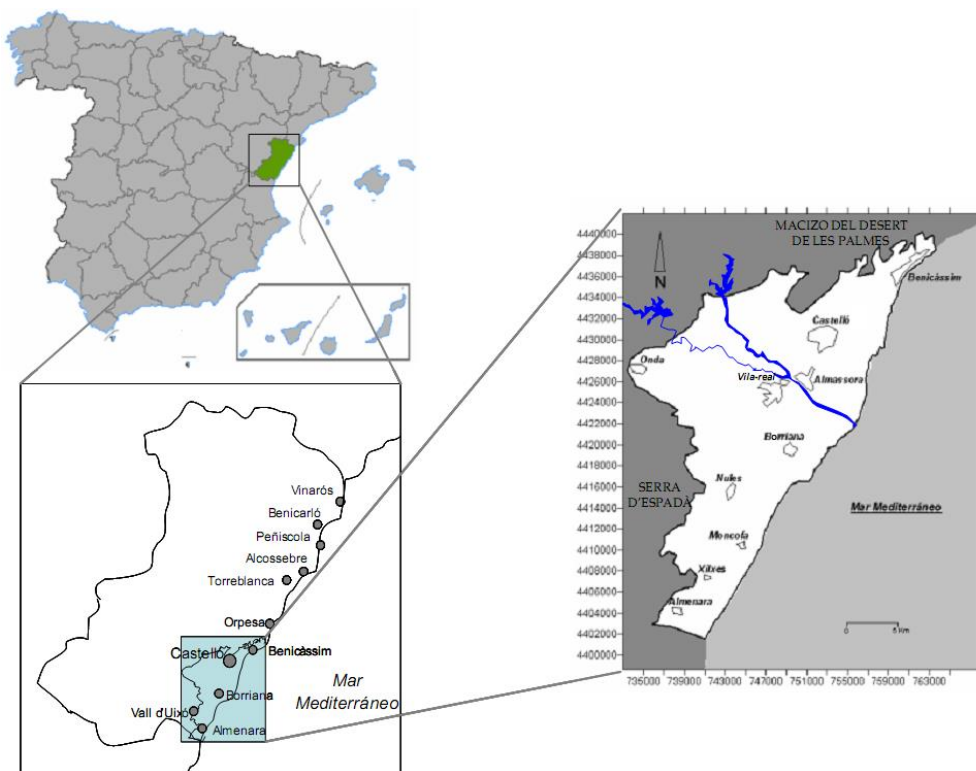 Vinarós
Benicarló
Peñiscola
Alcossebre
Torreblanca
Orpesa
Benicàssim
Castelló
Borriana
Vall d'Uixó
Almenara
Mar
Mediterráneo
MACIZO DEL DESERT
DE LES PALMES
4440000
4438000
4436000
4434000
4432000
4430000
4428000
4426000
4424000
4422000
4420000
4418000
4416000
4414000
4412000
4410000
4408000
4406000
4404000
4402000
4400000
N
Benicàssim
Castelló
Onda
Vila-real
Almassora
Borriana
SERRA
D'ESPADÀ
Nules
Mar Mediterráneo
Moncofa
Xilxes
Almenara
0 5 Km
735000 739000 743000 747000 751000 755000 759000 763000